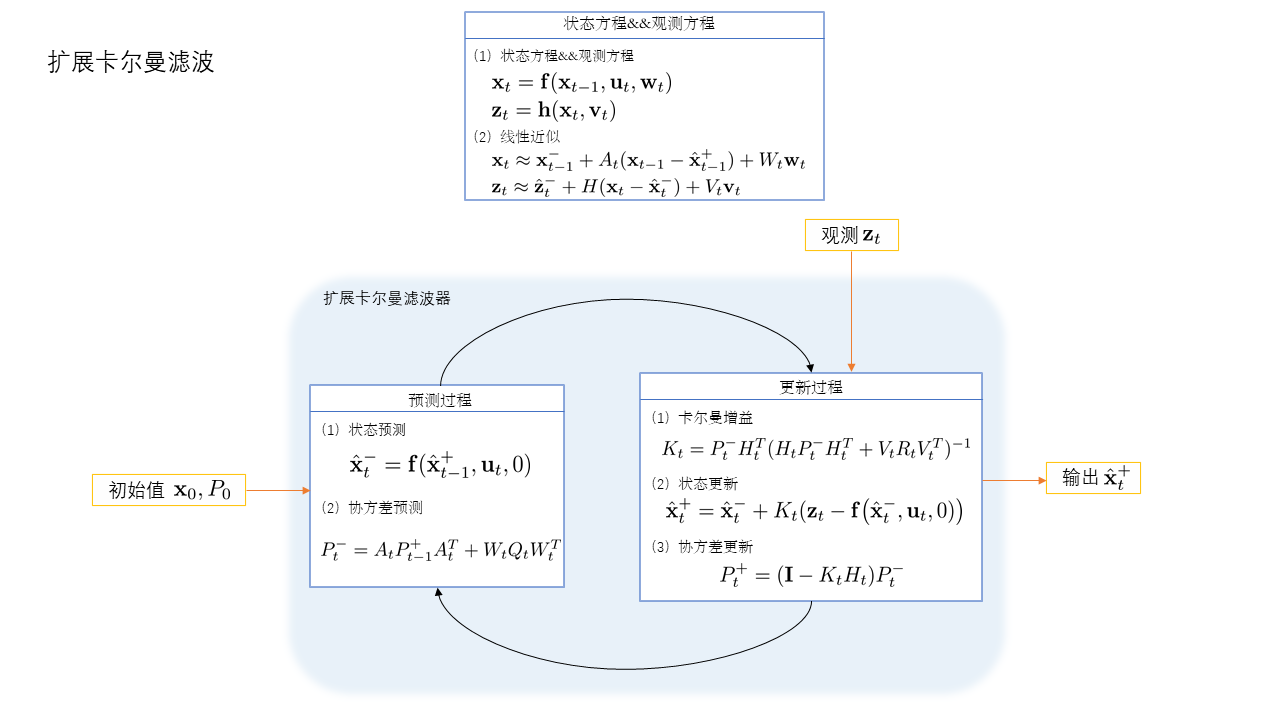 扩展卡尔曼滤波
状态方程&&观测方程
(1) 状态方程&&观测方程
$\mathbf{x}_t = \mathbf{f}(\mathbf{x}_{t-1}, \mathbf{u}_t, \mathbf{w}_t)$
$\mathbf{z}_t = \mathbf{h}(\mathbf{x}_t, \mathbf{v}_t)$
(2) 线性近似
$\mathbf{x}_t \approx \mathbf{x}_{t-1}^- + A_t(\mathbf{x}_{t-1} - \hat{\mathbf{x}}_{t-1}^+) + W_t\mathbf{w}_t$
$\mathbf{z}_t \approx \hat{\mathbf{z}}_t^- + H(\mathbf{x}_t - \hat{\mathbf{x}}_t^-) + V_t\mathbf{v}_t$
观测 $\mathbf{z}_t$
扩展卡尔曼滤波器
预测过程
(1) 状态预测
$\hat{\mathbf{x}}_t^- = \mathbf{f}(\hat{\mathbf{x}}_{t-1}^+, \mathbf{u}_t, 0)$
(2) 协方差预测
$P_t^- = A_t P_{t-1}^+ A_t^T + W_t Q_t W_t^T$
更新过程
(1) 卡尔曼增益
$K_t = P_t^- H_t^T (H_t P_t^- H_t^T + V_t R_t V_t^T)^{-1}$
(2) 状态更新
$\hat{\mathbf{x}}_t^+ = \hat{\mathbf{x}}_t^- + K_t(\mathbf{z}_t - \mathbf{f}(\hat{\mathbf{x}}_t^-, \mathbf{u}_t, 0))$
(3) 协方差更新
$P_t^+ = (\mathbf{I} - K_t H_t) P_t^-$
初始值 $\mathbf{x}_0, P_0$
输出 $\hat{\mathbf{x}}_t^+$